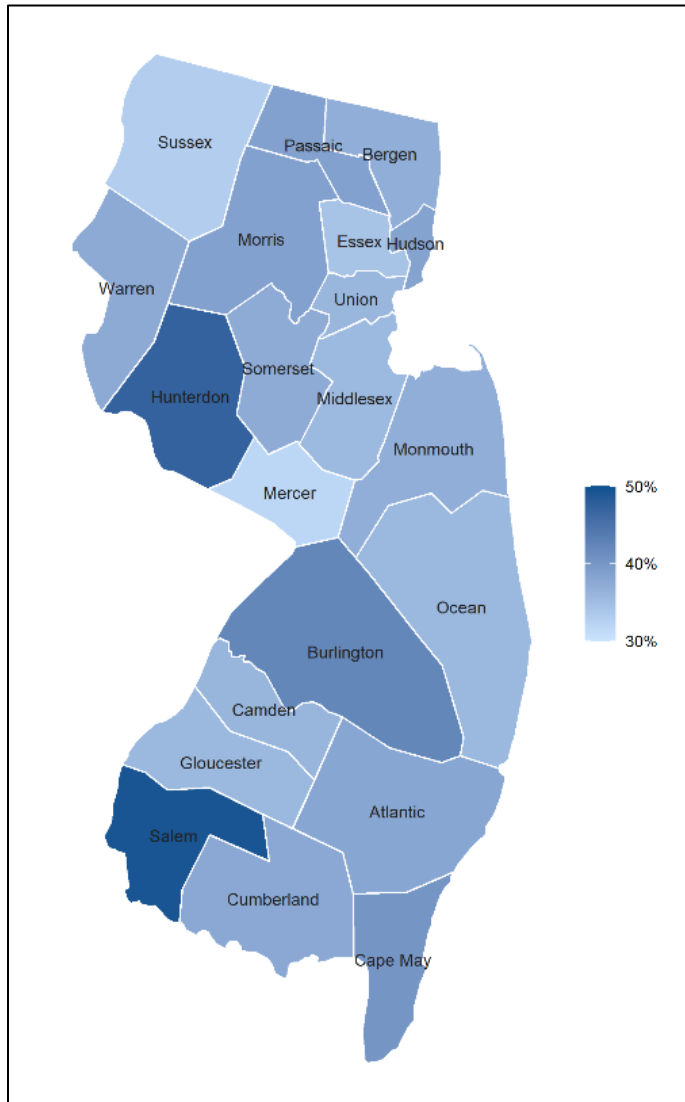 Sussex
Passaic
Bergen
Morris
Essex
Hudson
Warren
Union
Somerset
Hunterdon
Middlesex
Monmouth
Mercer
50%
40%
30%
Ocean
Burlington
Camden
Gloucester
Atlantic
Salem
Cumberland
Cape May